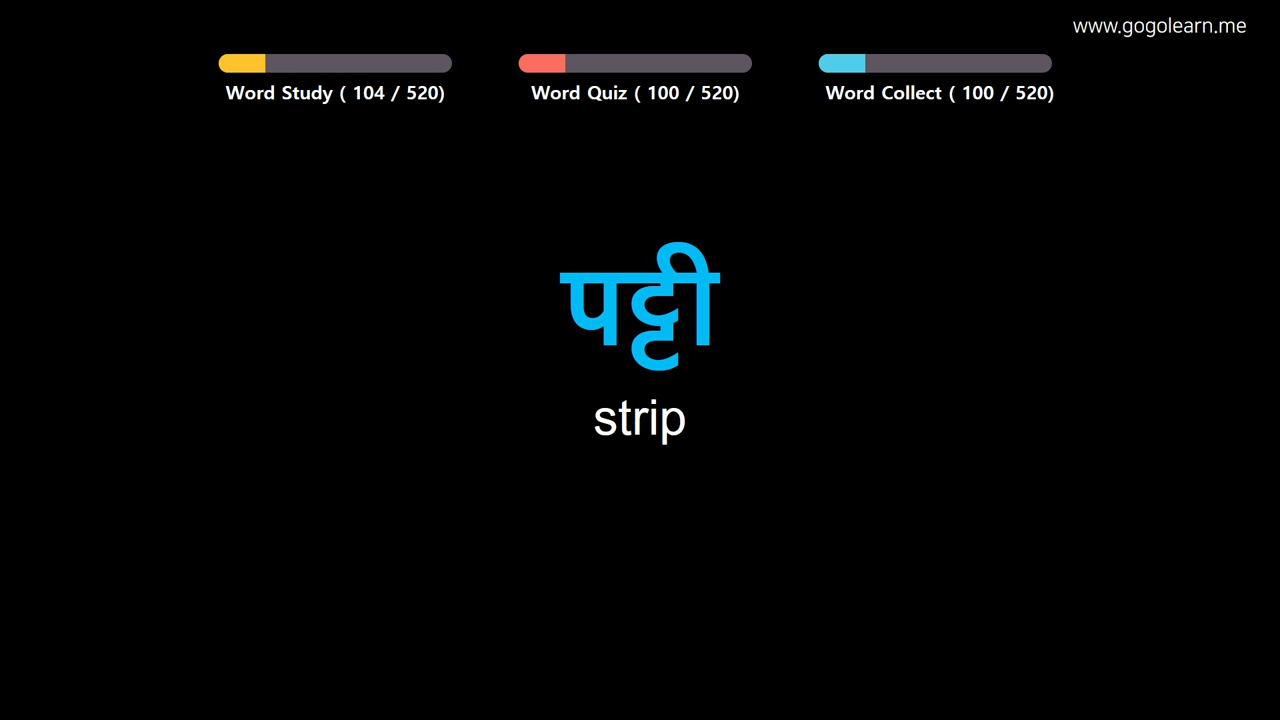 www.gogolearn.me
Word Study ( 104 / 520)
Word Quiz ( 100 / 520)
Word Collect ( 100 / 520)
पट्टी
strip